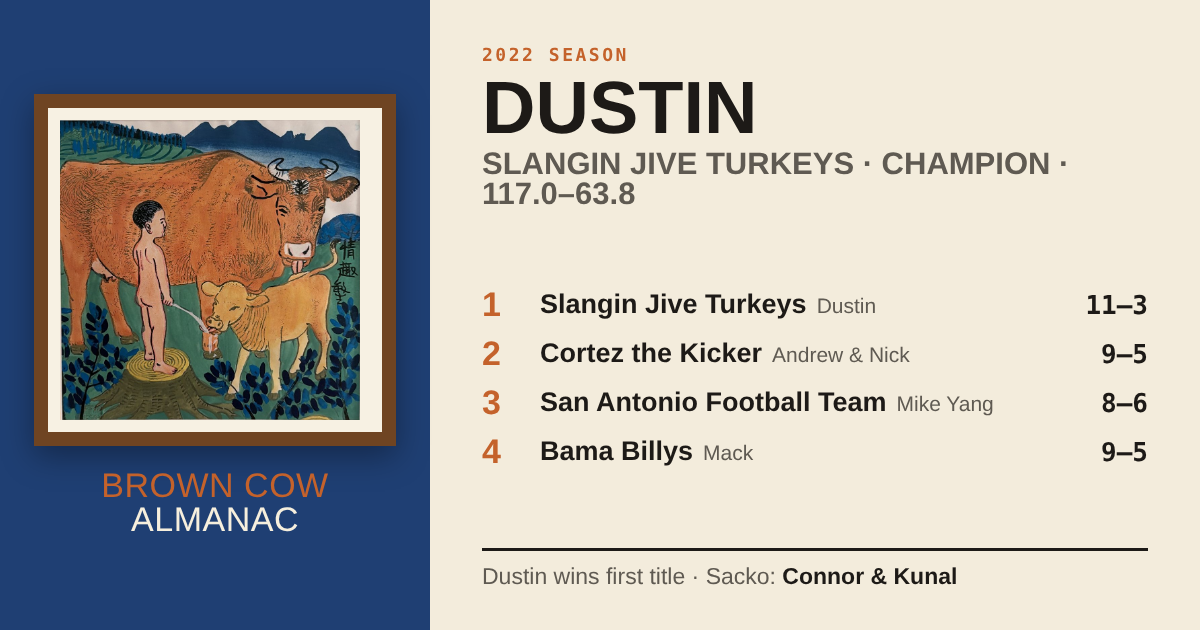 2022 SEASON
DUSTIN
SLANGIN JIVE TURKEYS · CHAMPION ·
117.0–63.8
情
趣
1 Slangin Jive Turkeys Dustin 11–3
2 Cortez the Kicker Andrew & Nick 9–5
3 San Antonio Football Team Mike Yang 8–6
4 Bama Billys Mack 9–5
BROWN COW
ALMANAC
Dustin wins first title · Sacko: Connor & Kunal